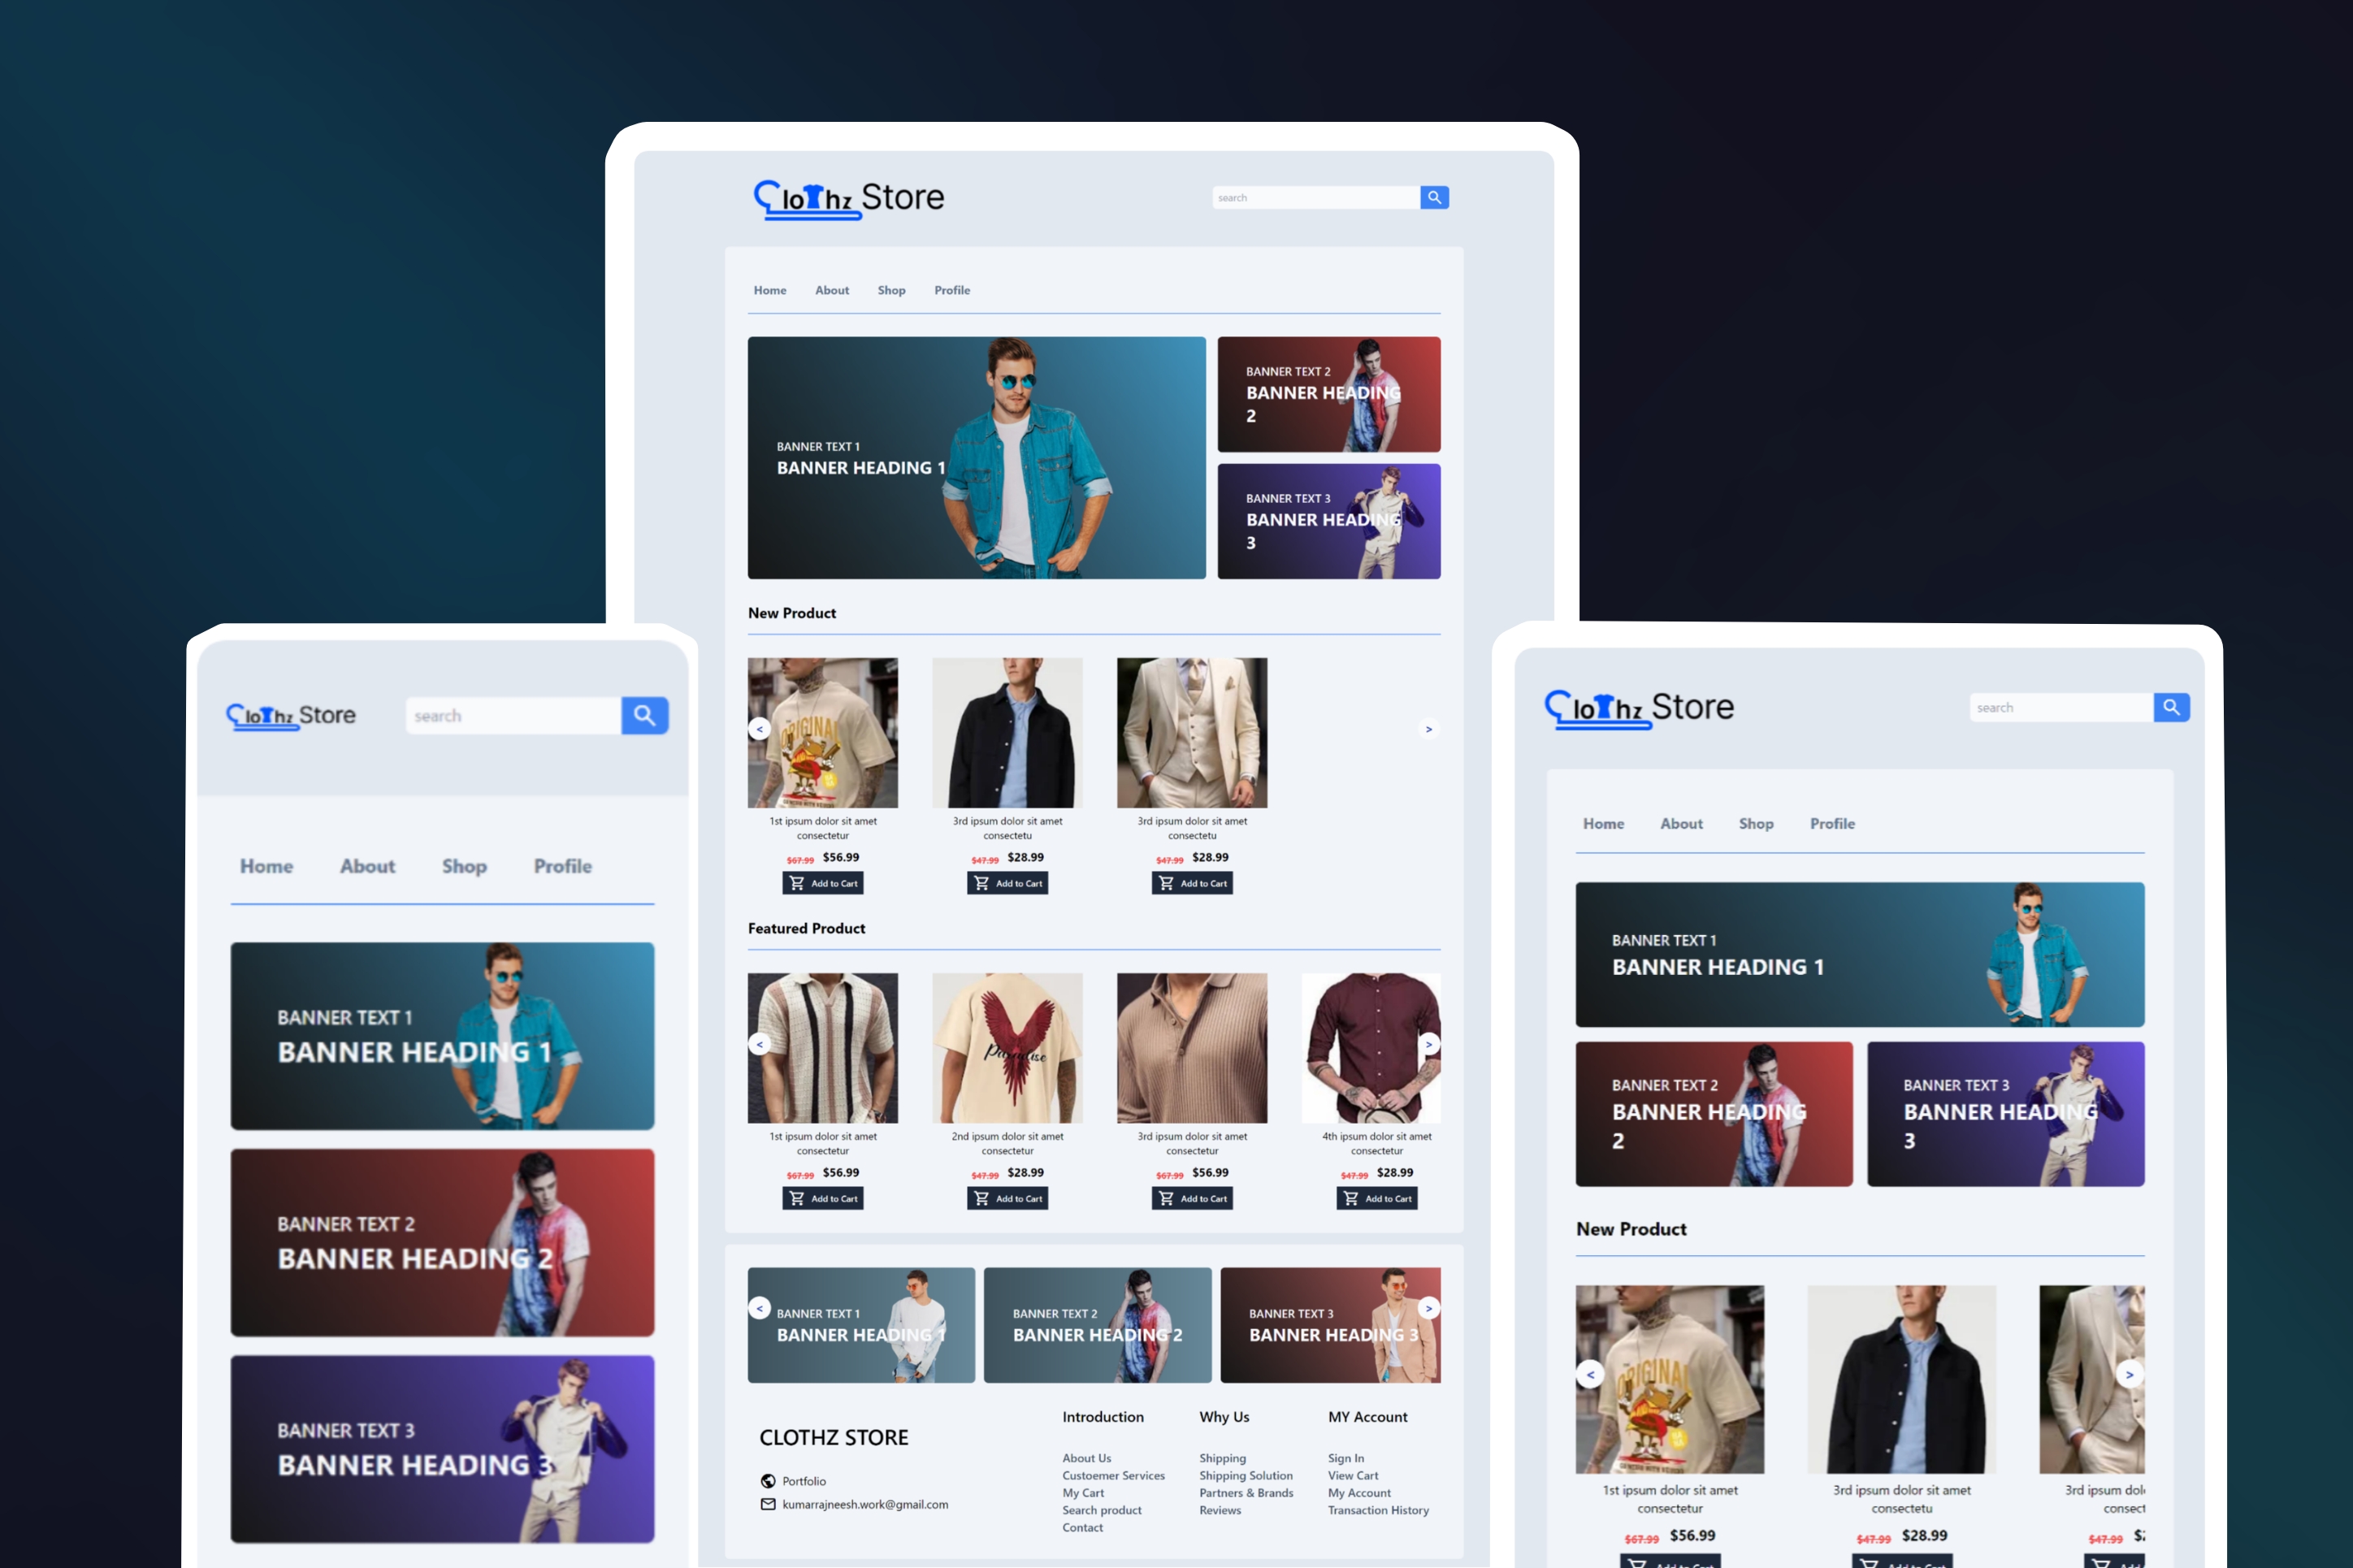 Clothz Store
search
Home About Shop Profile
BANNER TEXT 1
BANNER HEADING 1
BANNER TEXT 2
BANNER HEADING
2
BANNER TEXT 3
BANNER HEADING
3
New Product
ORIGINAL
< >
1st ipsum dolor sit amet
consectetur
$67.99 $56.99
Add to Cart
3rd ipsum dolor sit amet
consectetu
$47.99 $28.99
Add to Cart
3rd ipsum dolor sit amet
consectetu
$47.99 $28.99
Add to Cart
Featured Product
Paradise
< >
1st ipsum dolor sit amet
consectetur
$67.99 $56.99
Add to Cart
2nd ipsum dolor sit amet
consectetur
$47.99 $28.99
Add to Cart
3rd ipsum dolor sit amet
consectetur
$67.99 $56.99
Add to Cart
4th ipsum dolor sit amet
consectetur
$47.99 $28.99
Add to Cart
< >
BANNER TEXT 1
BANNER HEADING 1
BANNER TEXT 2
BANNER HEADING 2
BANNER TEXT 3
BANNER HEADING 3
CLOTHZ STORE
Portfolio
kumarrajneesh.work@gmail.com
Introduction
About Us
Custoemer Services
My Cart
Search product
Contact
Why Us
Shipping
Shipping Solution
Partners & Brands
Reviews
MY Account
Sign In
View Cart
My Account
Transaction History
Clothz Store
search
Home About Shop Profile
BANNER TEXT 1
BANNER HEADING 1
BANNER TEXT 2
BANNER HEADING 2
BANNER TEXT 3
BANNER HEADING 3
Clothz Store
search
Home About Shop Profile
BANNER TEXT 1
BANNER HEADING 1
BANNER TEXT 2
BANNER HEADING
2
BANNER TEXT 3
BANNER HEADING
3
New Product
ORIGINAL
< >
1st ipsum dolor sit amet
consectetur
$67.99 $56.99
Add to Cart
3rd ipsum dolor sit amet
consectetu
$47.99 $28.99
Add to Cart
3rd ipsum dol
consect
$47.99 $2
Add